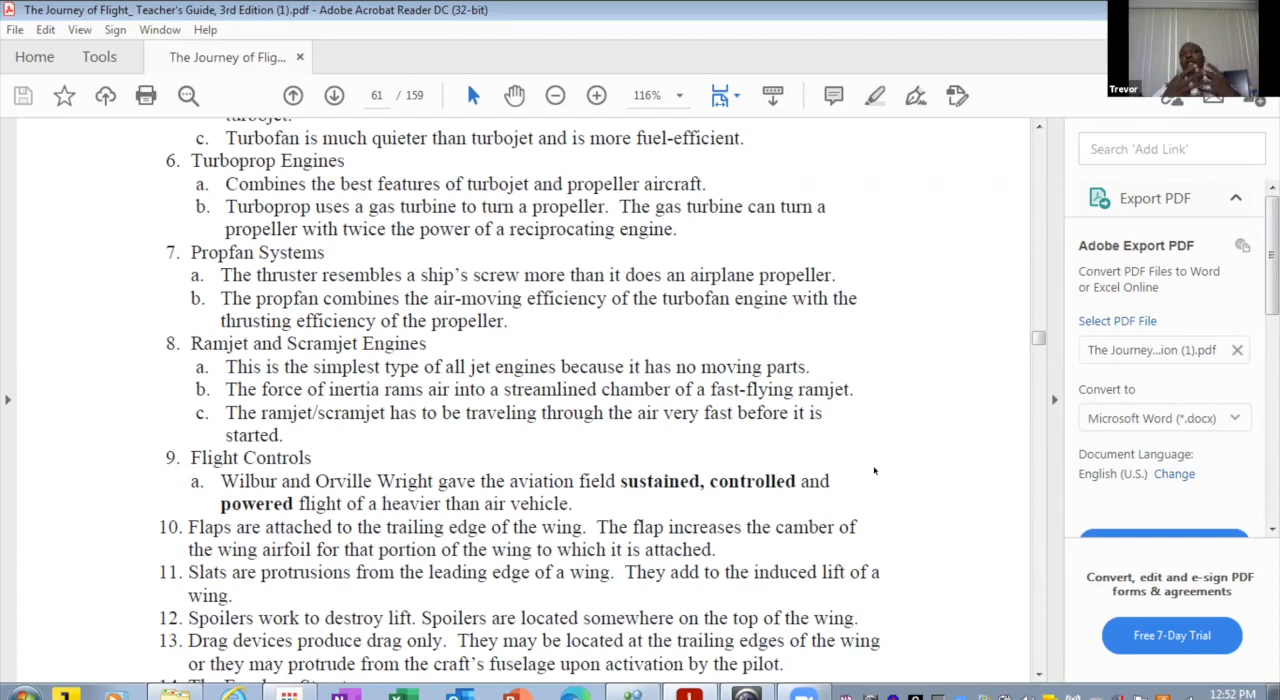 The Journey of Flight_ Teacher's Guide, 3rd Edition (1).pdf - Adobe Acrobat Reader DC (32-bit)
File Edit View Sign Window Help
Home Tools The Journey of Flig... ×
61 / 159 116%
Trevor
turbojet.
c. Turbofan is much quieter than turbojet and is more fuel-efficient.
6. Turboprop Engines
a. Combines the best features of turbojet and propeller aircraft.
b. Turboprop uses a gas turbine to turn a propeller. The gas turbine can turn a
propeller with twice the power of a reciprocating engine.
7. Propfan Systems
a. The thruster resembles a ship's screw more than it does an airplane propeller.
b. The propfan combines the air-moving efficiency of the turbofan engine with the
thrusting efficiency of the propeller.
8. Ramjet and Scramjet Engines
a. This is the simplest type of all jet engines because it has no moving parts.
b. The force of inertia rams air into a streamlined chamber of a fast-flying ramjet.
c. The ramjet/scramjet has to be traveling through the air very fast before it is
started.
9. Flight Controls
a. Wilbur and Orville Wright gave the aviation field sustained, controlled and
powered flight of a heavier than air vehicle.
10. Flaps are attached to the trailing edge of the wing. The flap increases the camber of
the wing airfoil for that portion of the wing to which it is attached.
11. Slats are protrusions from the leading edge of a wing. They add to the induced lift of a
wing.
12. Spoilers work to destroy lift. Spoilers are located somewhere on the top of the wing.
13. Drag devices produce drag only. They may be located at the trailing edges of the wing
or they may protrude from the craft's fuselage upon activation by the pilot.
Search 'Add Link'
Export PDF
Adobe Export PDF
Convert PDF Files to Word
or Excel Online
Select PDF File
The Journey...ion (1).pdf
Convert to
Microsoft Word (*.docx)
Document Language:
English (U.S.) Change
Convert, edit and e-sign PDF
forms & agreements
Free 7-Day Trial
12:52 PM